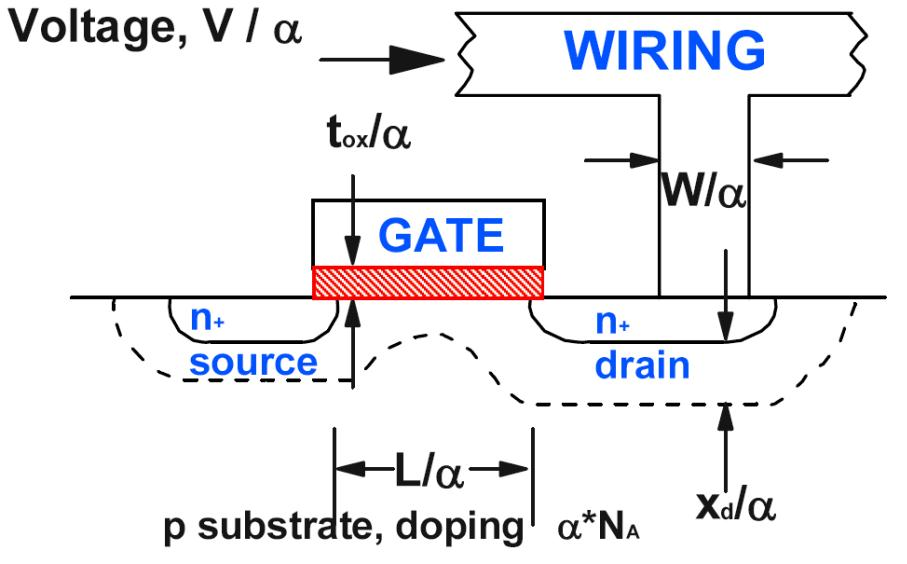 Voltage, V / α
WIRING
tox/α
W/α
GATE
n+
source
n+
drain
L/α
xd/α
p substrate, doping α*NA